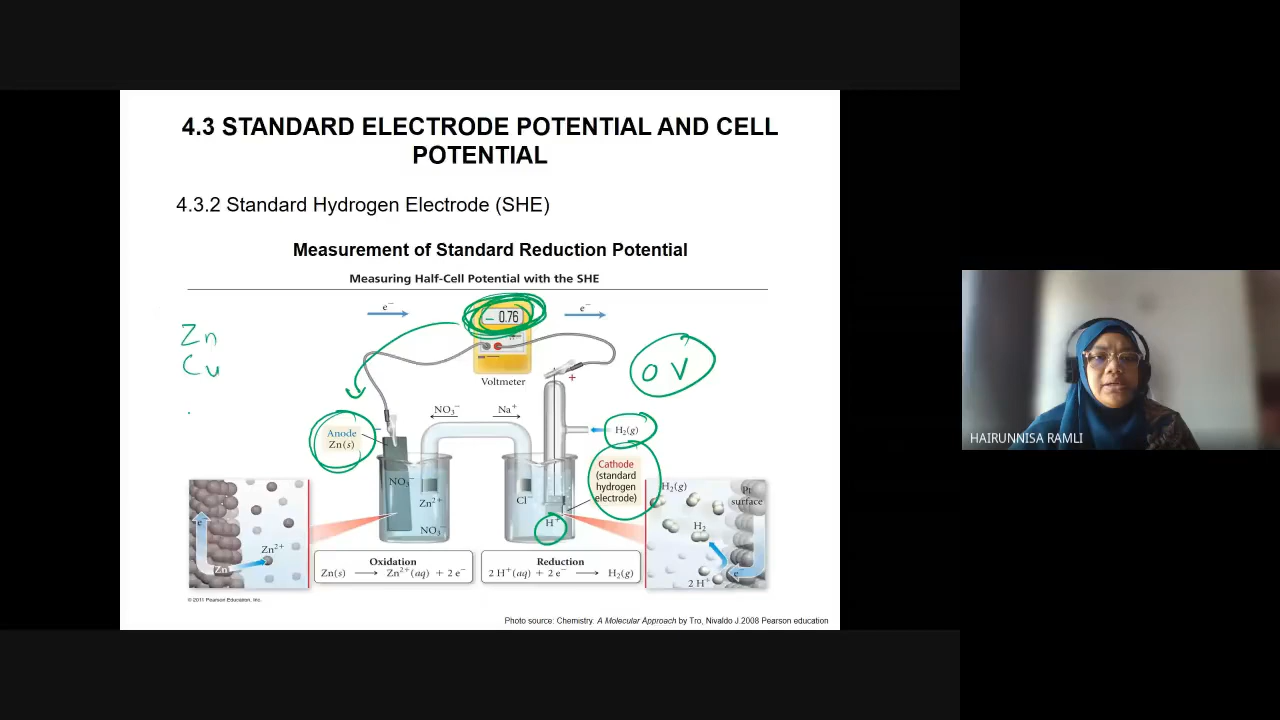 4.3 STANDARD ELECTRODE POTENTIAL AND CELL
POTENTIAL
4.3.2 Standard Hydrogen Electrode (SHE)
Measurement of Standard Reduction Potential
Measuring Half-Cell Potential with the SHE
e⁻
– 0.76
e⁻
Zn
Cu
Voltmeter
+
0 V
NO₃⁻
Na⁺
–
Anode
Zn(s)
H₂(g)
Cathode
(standard
hydrogen
electrode)
NO₃⁻
Zn²⁺
NO₃⁻
Cl⁻
H⁺
e⁻
Zn²⁺
Zn
H₂(g)
Pt
surface
H₂
e⁻
2 H⁺
Oxidation
Zn(s) ⟶ Zn²⁺(aq) + 2 e⁻
Reduction
2 H⁺(aq) + 2 e⁻ ⟶ H₂(g)
© 2011 Pearson Education, Inc.
Photo source: Chemistry. A Molecular Approach by Tro, Nivaldo J.2008 Pearson education
HAIRUNNISA RAMLI